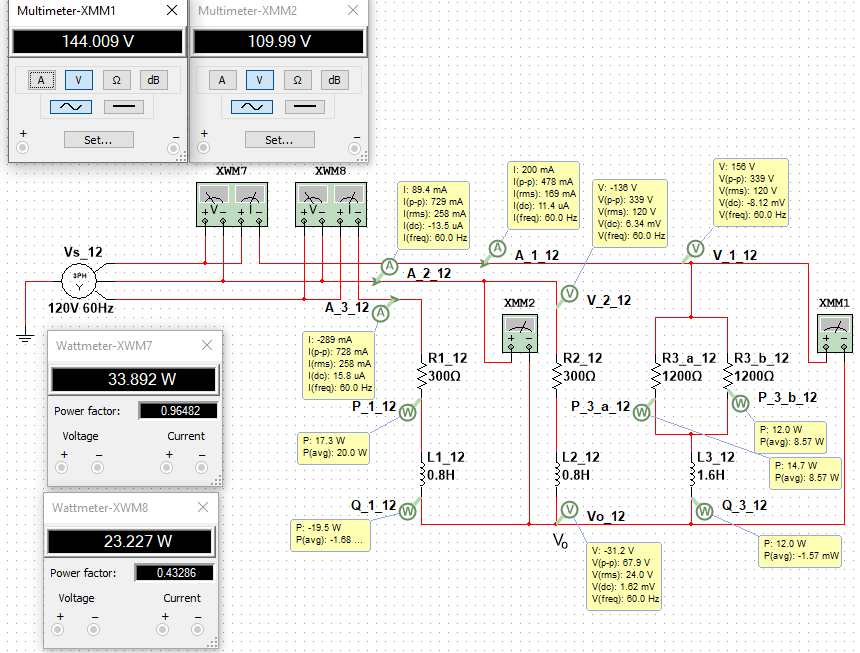 Multimeter-XMM1
144.009 V
A V Ω dB
+ Set... −
Multimeter-XMM2
109.99 V
A V Ω dB
+ Set... −
XWM7
XWM8
+V− +I−
+V− +I−
I: 89.4 mA
I(p-p): 729 mA
I(rms): 258 mA
I(dc): -13.5 uA
I(freq): 60.0 Hz
I: 200 mA
I(p-p): 478 mA
I(rms): 169 mA
I(dc): 11.4 uA
I(freq): 60.0 Hz
V: -136 V
V(p-p): 339 V
V(rms): 120 V
V(dc): 6.34 mV
V(freq): 60.0 Hz
V: 156 V
V(p-p): 339 V
V(rms): 120 V
V(dc): -8.12 mV
V(freq): 60.0 Hz
Vs_12
3PH
Y
120V 60Hz
A
A_2_12
A
A_1_12
V
V_1_12
V
V_2_12
A_3_12
A
XMM2
+ −
XMM1
+ −
I: -289 mA
I(p-p): 728 mA
I(rms): 258 mA
I(dc): 15.8 uA
I(freq): 60.0 Hz
R1_12
300Ω
R2_12
300Ω
R3_a_12
1200Ω
R3_b_12
1200Ω
P_1_12
W
P_3_a_12
W
P_3_b_12
W
P: 17.3 W
P(avg): 20.0 W
P: 12.0 W
P(avg): 8.57 W
P: 14.7 W
P(avg): 8.57 W
L1_12
0.8H
L2_12
0.8H
L3_12
1.6H
Q_1_12
W
V
Vo_12
Vo
W
Q_3_12
P: -19.5 W
P(avg): -1.68 ...
V: -31.2 V
V(p-p): 67.9 V
V(rms): 24.0 V
V(dc): 1.62 mV
V(freq): 60.0 Hz
P: 12.0 W
P(avg): -1.57 mW
Wattmeter-XWM7
33.892 W
Power factor: 0.96482
Voltage Current
+ − + −
Wattmeter-XWM8
23.227 W
Power factor: 0.43286
Voltage Current
+ − + −